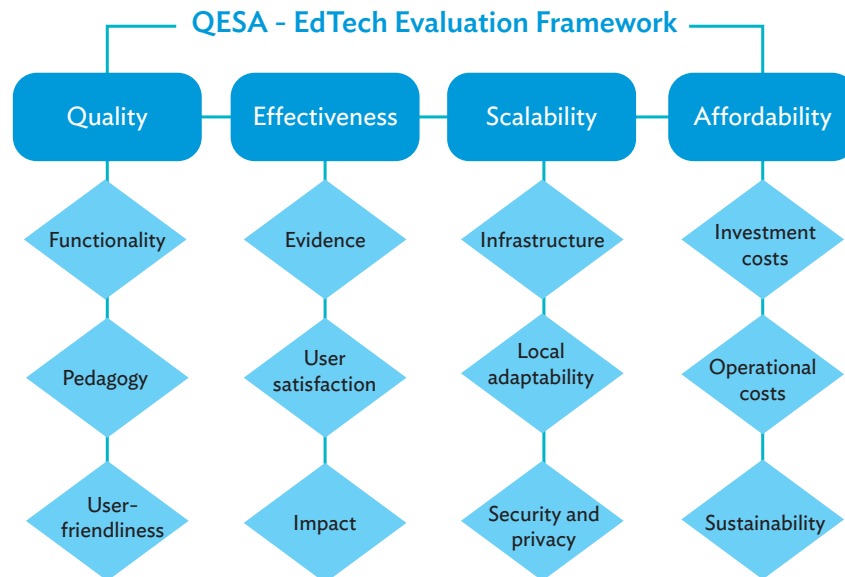 QESA - EdTech Evaluation Framework
Quality
Effectiveness
Scalability
Affordability
Functionality
Evidence
Infrastructure
Investment
costs
Pedagogy
User
satisfaction
Local
adaptability
Operational
costs
User-
friendliness
Impact
Security and
privacy
Sustainability